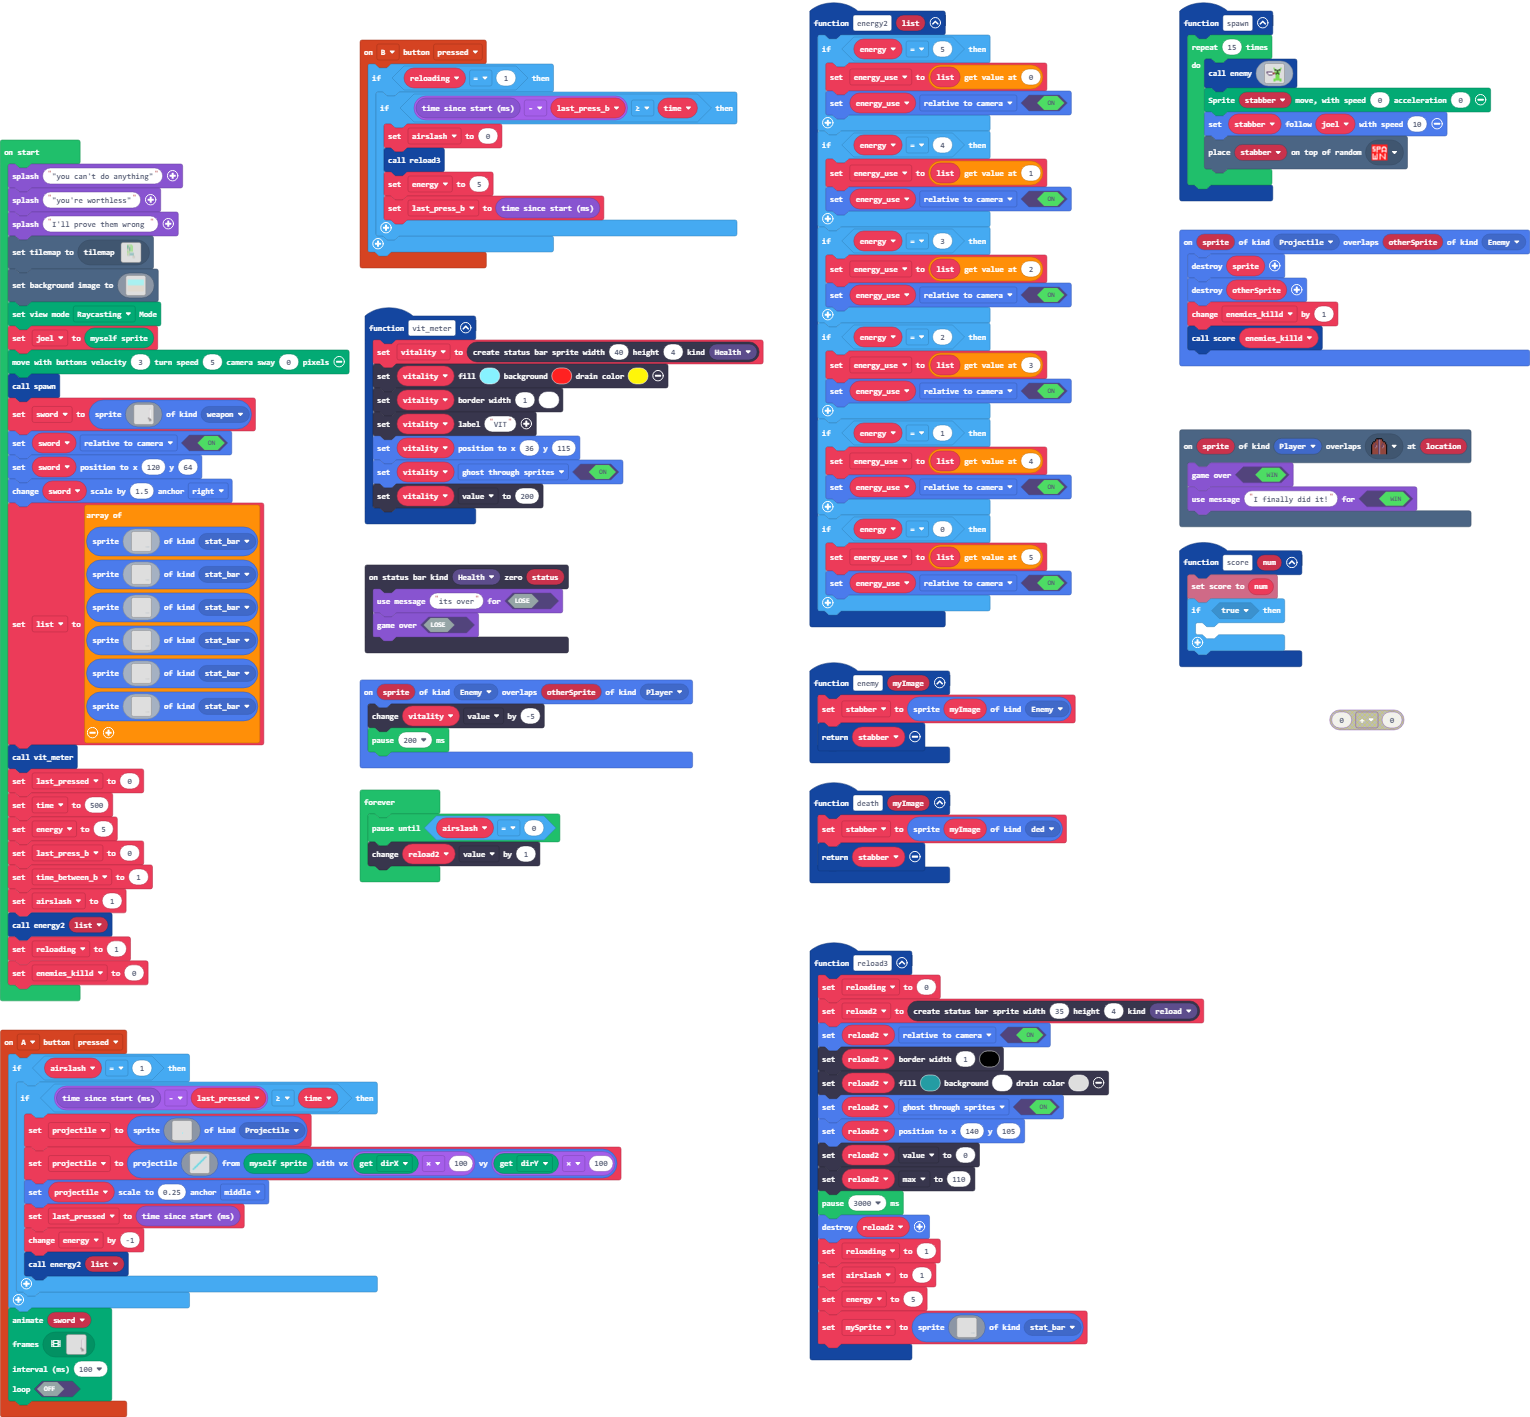 on start
splash "you can't do anything"
splash "you're worthless"
splash "I'll prove them wrong "
set tilemap to tilemap
set background image to
set view mode Raycasting Mode
set joel to myself sprite
move with buttons velocity 3 turn speed 5 camera sway 0 pixels
call spawn
set sword to sprite of kind weapon
set sword relative to camera ON
set sword position to x 120 y 64
change sword scale by 1.5 anchor right
set list to array of
sprite of kind stat_bar
sprite of kind stat_bar
sprite of kind stat_bar
sprite of kind stat_bar
sprite of kind stat_bar
sprite of kind stat_bar
call vit_meter
set last_pressed to 0
set time to 500
set energy to 5
set last_press_b to 0
set time_between_b to 1
set airslash to 1
call energy2 list
set reloading to 1
set enemies_killd to 0
on A button pressed
if airslash = 1 then
if time since start (ms) - last_pressed ≥ time then
set projectile to sprite of kind Projectile
set projectile to projectile from myself sprite with vx get dirX × 100 vy get dirY × 100
set projectile scale to 0.25 anchor middle
set last_pressed to time since start (ms)
change energy by -1
call energy2 list
animate sword
frames
interval (ms) 100
loop OFF
on B button pressed
if reloading = 1 then
if time since start (ms) - last_press_b ≥ time then
set airslash to 0
call reload3
set energy to 5
set last_press_b to time since start (ms)
function vit_meter
set vitality to create status bar sprite width 40 height 4 kind Health
set vitality fill background drain color
set vitality border width 1
set vitality label "VIT"
set vitality position to x 36 y 115
set vitality ghost through sprites ON
set vitality value to 200
on status bar kind Health zero status
use message "its over" for LOSE
game over LOSE
on sprite of kind Enemy overlaps otherSprite of kind Player
change vitality value by -5
pause 200 ms
forever
pause until airslash = 0
change reload2 value by 1
function energy2 list
if energy = 5 then
set energy_use to list get value at 0
set energy_use relative to camera ON
if energy = 4 then
set energy_use to list get value at 1
set energy_use relative to camera ON
if energy = 3 then
set energy_use to list get value at 2
set energy_use relative to camera ON
if energy = 2 then
set energy_use to list get value at 3
set energy_use relative to camera ON
if energy = 1 then
set energy_use to list get value at 4
set energy_use relative to camera ON
if energy = 0 then
set energy_use to list get value at 5
set energy_use relative to camera ON
function enemy myImage
set stabber to sprite myImage of kind Enemy
return stabber
function death myImage
set stabber to sprite myImage of kind ded
return stabber
function reload3
set reloading to 0
set reload2 to create status bar sprite width 35 height 4 kind reload
set reload2 relative to camera ON
set reload2 border width 1
set reload2 fill background drain color
set reload2 ghost through sprites ON
set reload2 position to x 140 y 105
set reload2 value to 0
set reload2 max to 110
pause 3000 ms
destroy reload2
set reloading to 1
set airslash to 1
set energy to 5
set mySprite to sprite of kind stat_bar
function spawn
repeat 15 times
do
call enemy
Sprite stabber move, with speed 0 acceleration 0
set stabber follow joel with speed 10
place stabber on top of random SPAWN
on sprite of kind Projectile overlaps otherSprite of kind Enemy
destroy sprite
destroy otherSprite
change enemies_killd by 1
call score enemies_killd
on sprite of kind Player overlaps at location
game over WIN
use message "I finally did it!" for WIN
function score num
set score to num
if true then
0 + 0